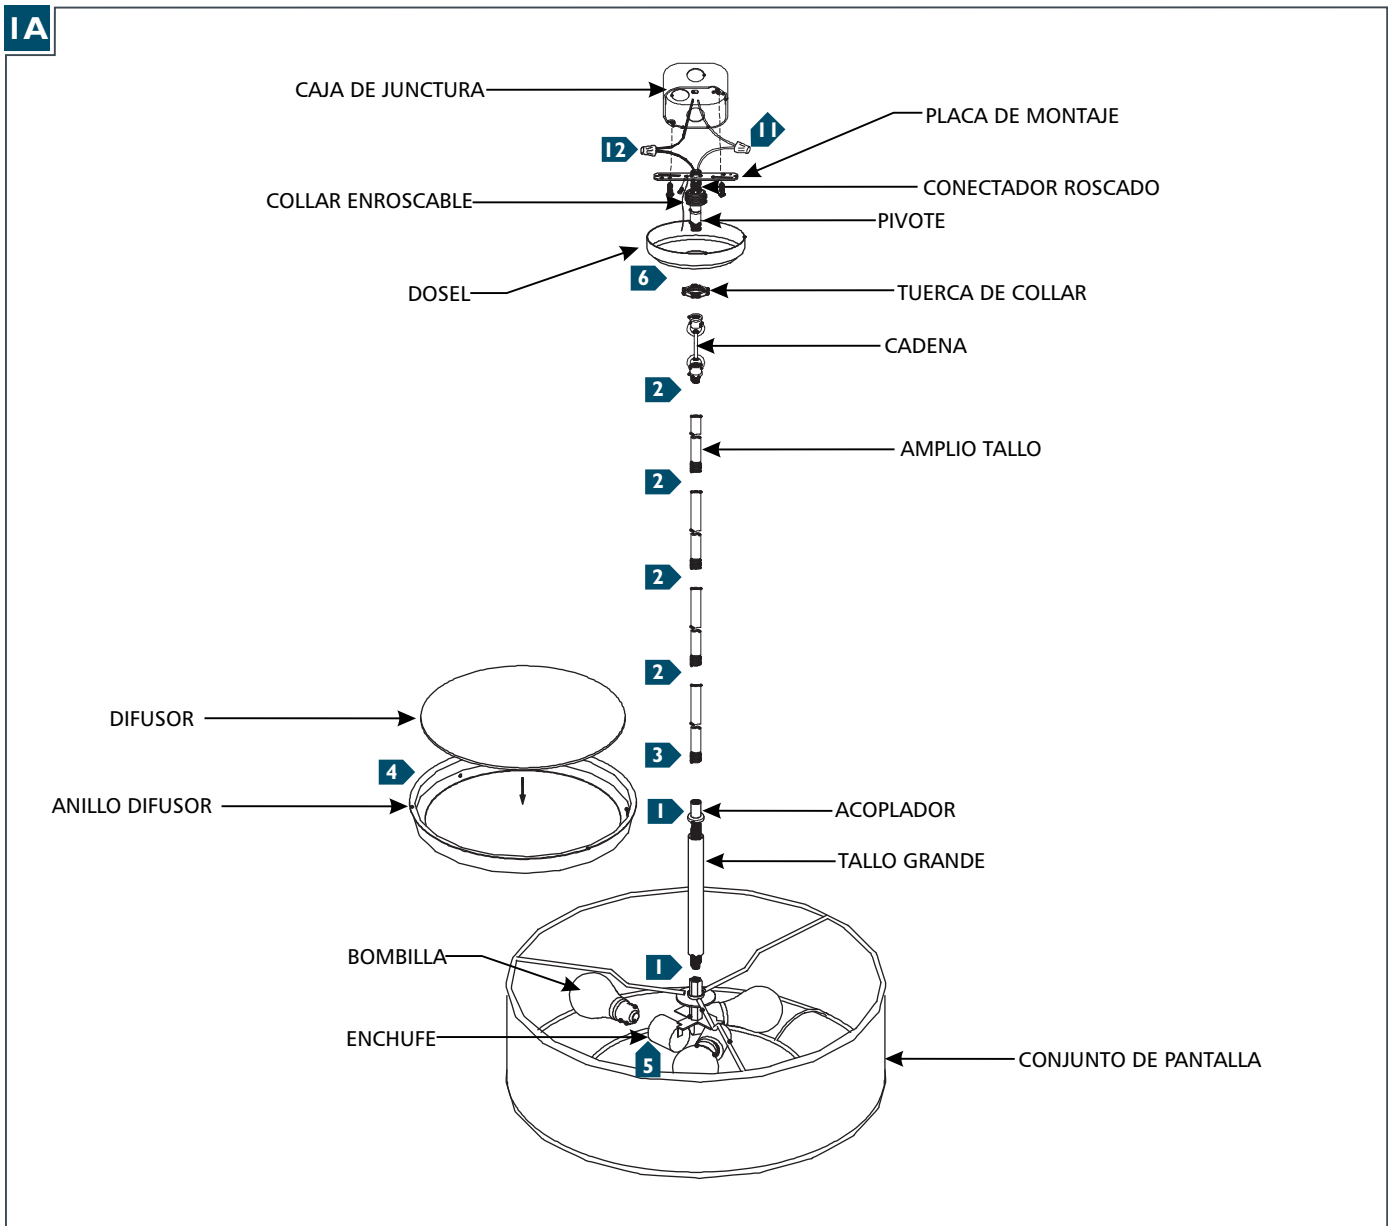 1A
CAJA DE JUNCTURA
PLACA DE MONTAJE
11
12
CONECTADOR ROSCADO
COLLAR ENROSCABLE
PIVOTE
6
DOSEL
TUERCA DE COLLAR
CADENA
2
AMPLIO TALLO
2
2
2
DIFUSOR
3
4
ANILLO DIFUSOR
1
ACOPLADOR
TALLO GRANDE
BOMBILLA
1
ENCHUFE
5
CONJUNTO DE PANTALLA